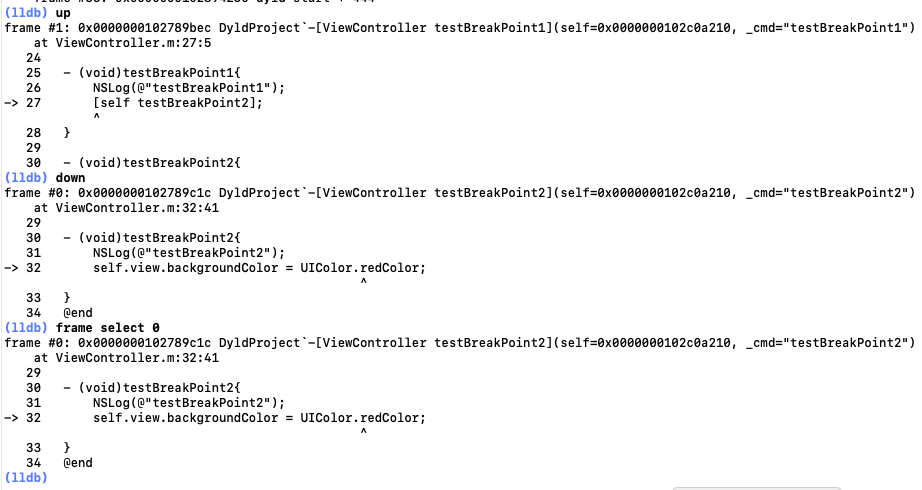 (lldb) up
frame #1: 0x0000000102789bec DyldProject`-[ViewController testBreakPoint1](self=0x0000000102c0a210, _cmd="testBreakPoint1")
at ViewController.m:27:5
24
25 - (void)testBreakPoint1{
26 NSLog(@"testBreakPoint1");
-> 27 [self testBreakPoint2];
^
28 }
29
30 - (void)testBreakPoint2{
(lldb) down
frame #0: 0x0000000102789c1c DyldProject`-[ViewController testBreakPoint2](self=0x0000000102c0a210, _cmd="testBreakPoint2")
at ViewController.m:32:41
29
30 - (void)testBreakPoint2{
31 NSLog(@"testBreakPoint2");
-> 32 self.view.backgroundColor = UIColor.redColor;
^
33 }
34 @end
(lldb) frame select 0
frame #0: 0x0000000102789c1c DyldProject`-[ViewController testBreakPoint2](self=0x0000000102c0a210, _cmd="testBreakPoint2")
at ViewController.m:32:41
29
30 - (void)testBreakPoint2{
31 NSLog(@"testBreakPoint2");
-> 32 self.view.backgroundColor = UIColor.redColor;
^
33 }
34 @end
(lldb)